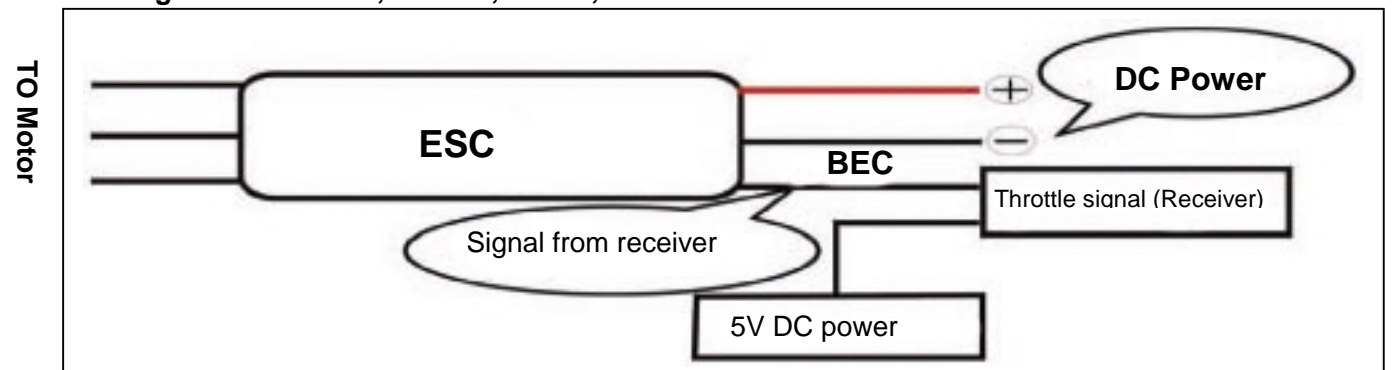 TO Motor
ESC
+
DC Power
−
BEC
Throttle signal (Receiver)
Signal from receiver
5V DC power